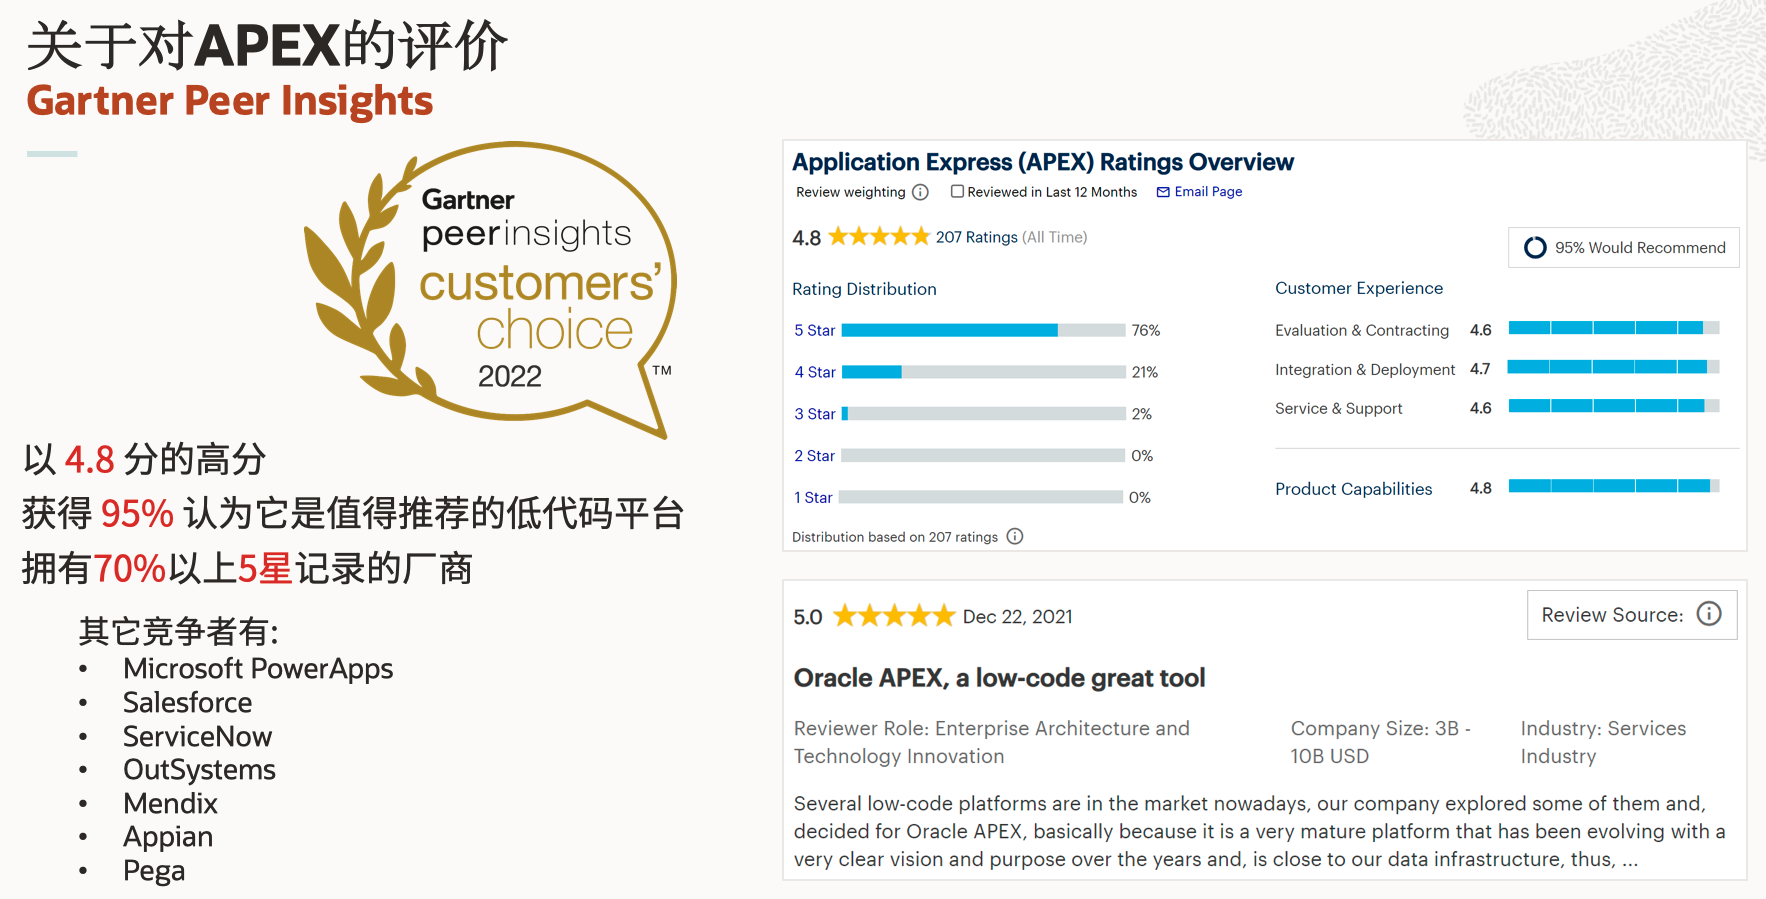 关于对APEX的评价
Gartner Peer Insights
Gartner
peerinsights
customers’
choice
2022
TM
以 4.8 分的高分
获得 95% 认为它是值得推荐的低代码平台
拥有70%以上5星记录的厂商
其它竞争者有:
• Microsoft PowerApps
• Salesforce
• ServiceNow
• OutSystems
• Mendix
• Appian
• Pega
Application Express (APEX) Ratings Overview
Review weighting Reviewed in Last 12 Months Email Page
4.8 207 Ratings (All Time)
95% Would Recommend
Rating Distribution
5 Star 76%
4 Star 21%
3 Star 2%
2 Star 0%
1 Star 0%
Distribution based on 207 ratings
Customer Experience
Evaluation & Contracting 4.6
Integration & Deployment 4.7
Service & Support 4.6
Product Capabilities 4.8
5.0 Dec 22, 2021
Review Source:
Oracle APEX, a low-code great tool
Reviewer Role: Enterprise Architecture and
Technology Innovation
Company Size: 3B -
10B USD
Industry: Services
Industry
Several low-code platforms are in the market nowadays, our company explored some of them and,
decided for Oracle APEX, basically because it is a very mature platform that has been evolving with a
very clear vision and purpose over the years and, is close to our data infrastructure, thus, ...